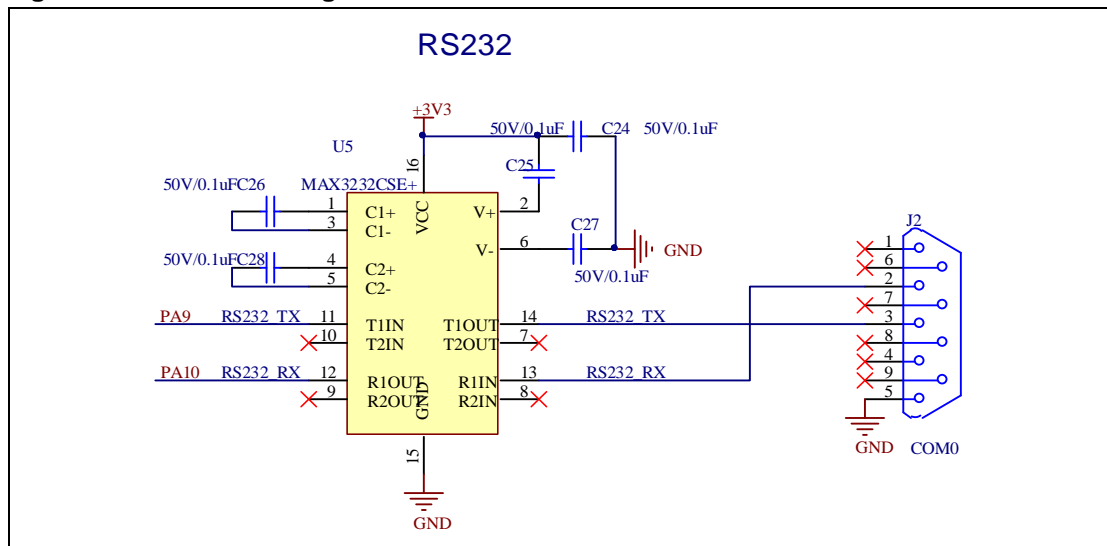 RS232
+3V3
50V/0.1uF C24 50V/0.1uF
U5
16
C25
50V/0.1uFC26 MAX3232CSE+
1 C1+ VCC V+ 2
3 C1-
C27
J2
1
V- 6 GND
6
50V/0.1uFC28 4 C2+
5 C2-
50V/0.1uF
2
7
PA9 RS232_TX 11 T1IN T1OUT 14 RS232_TX 3
10 T2IN T2OUT 7
8
4
PA10 RS232_RX 12 R1OUT R1IN 13 RS232_RX
9
9 R2OUT GND R2IN 8
5
15
GND COM0
GND